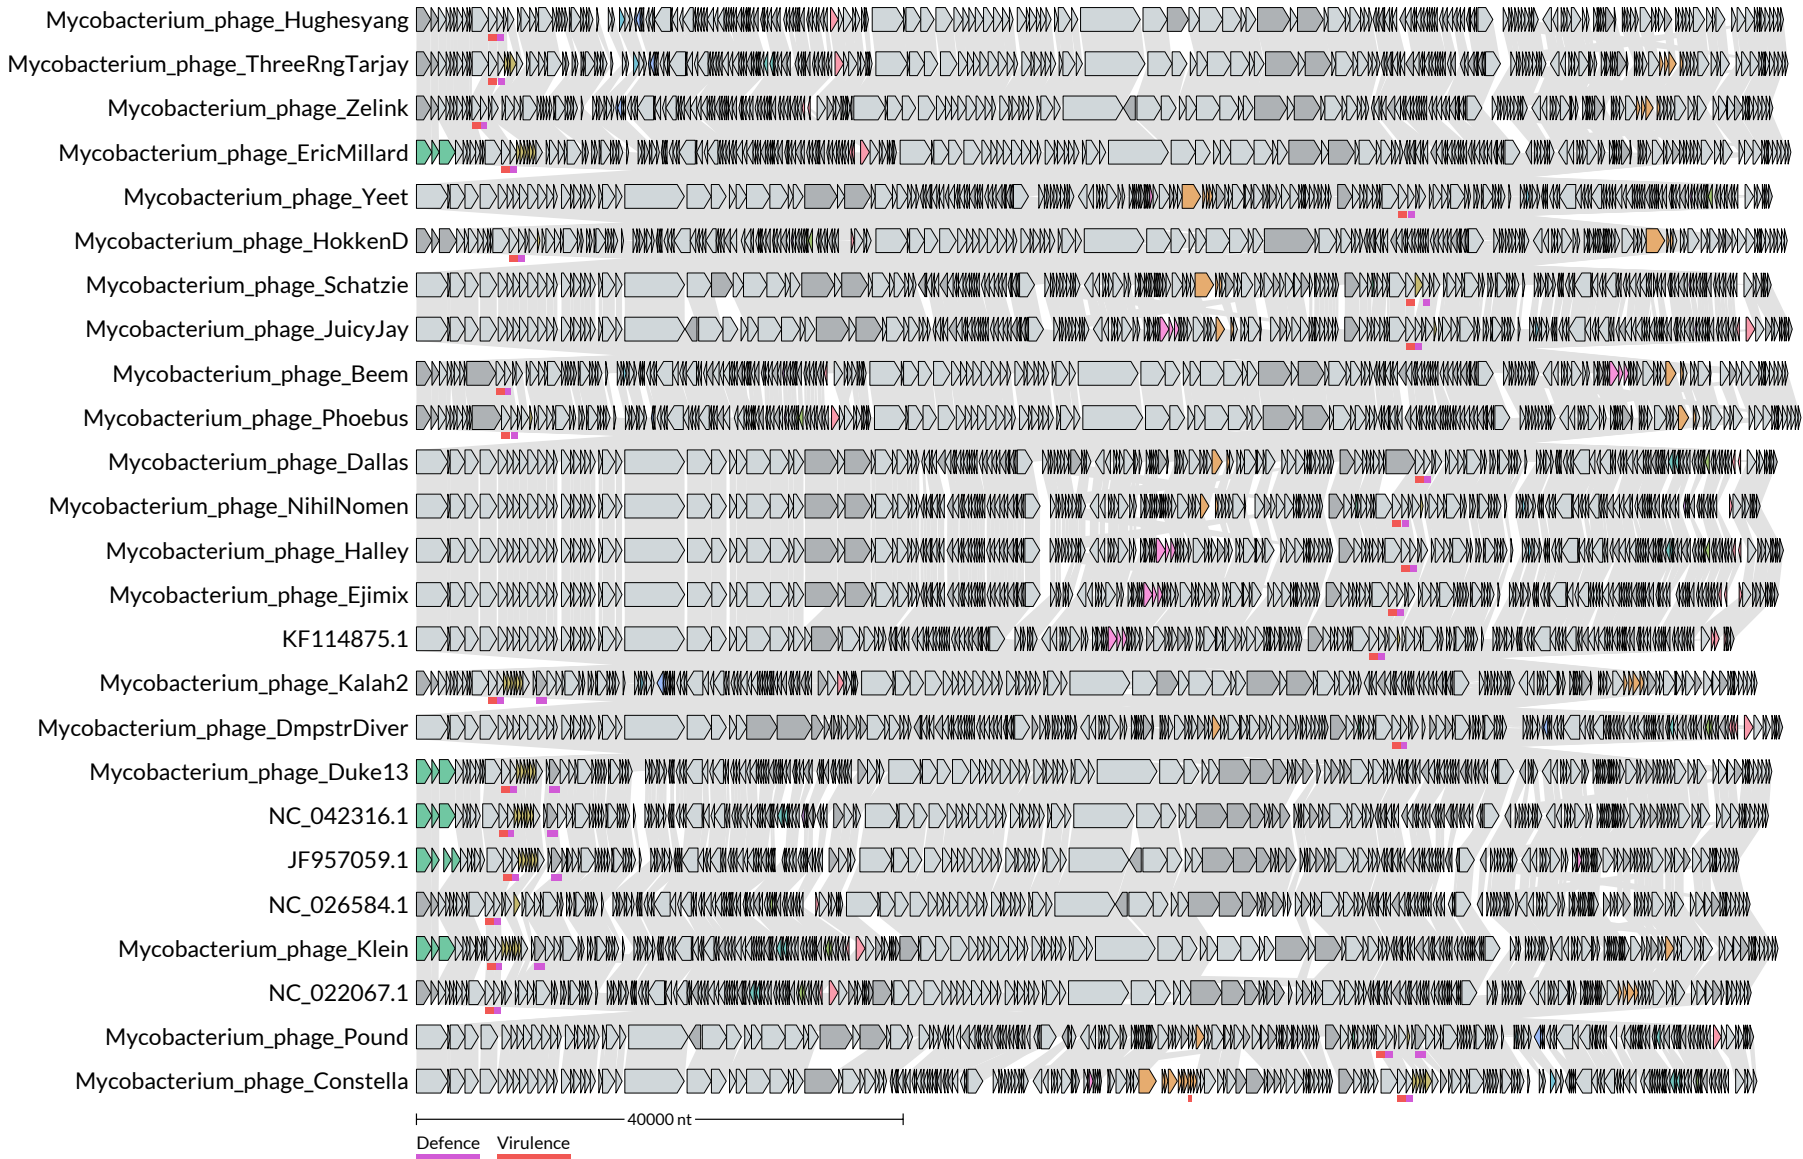 Mycobacterium_phage_Hughesyang
Mycobacterium_phage_ThreeRngTarjay
Mycobacterium_phage_Zelink
Mycobacterium_phage_EricMillard
Mycobacterium_phage_Yeet
Mycobacterium_phage_HokkenD
Mycobacterium_phage_Schatzie
Mycobacterium_phage_JuicyJay
Mycobacterium_phage_Beem
Mycobacterium_phage_Phoebus
Mycobacterium_phage_Dallas
Mycobacterium_phage_NihilNomen
Mycobacterium_phage_Halley
Mycobacterium_phage_Ejimix
KF114875.1
Mycobacterium_phage_Kalah2
Mycobacterium_phage_DmpstrDiver
Mycobacterium_phage_Duke13
NC_042316.1
JF957059.1
NC_026584.1
Mycobacterium_phage_Klein
NC_022067.1
Mycobacterium_phage_Pound
Mycobacterium_phage_Constella
40000 nt
Defence Virulence